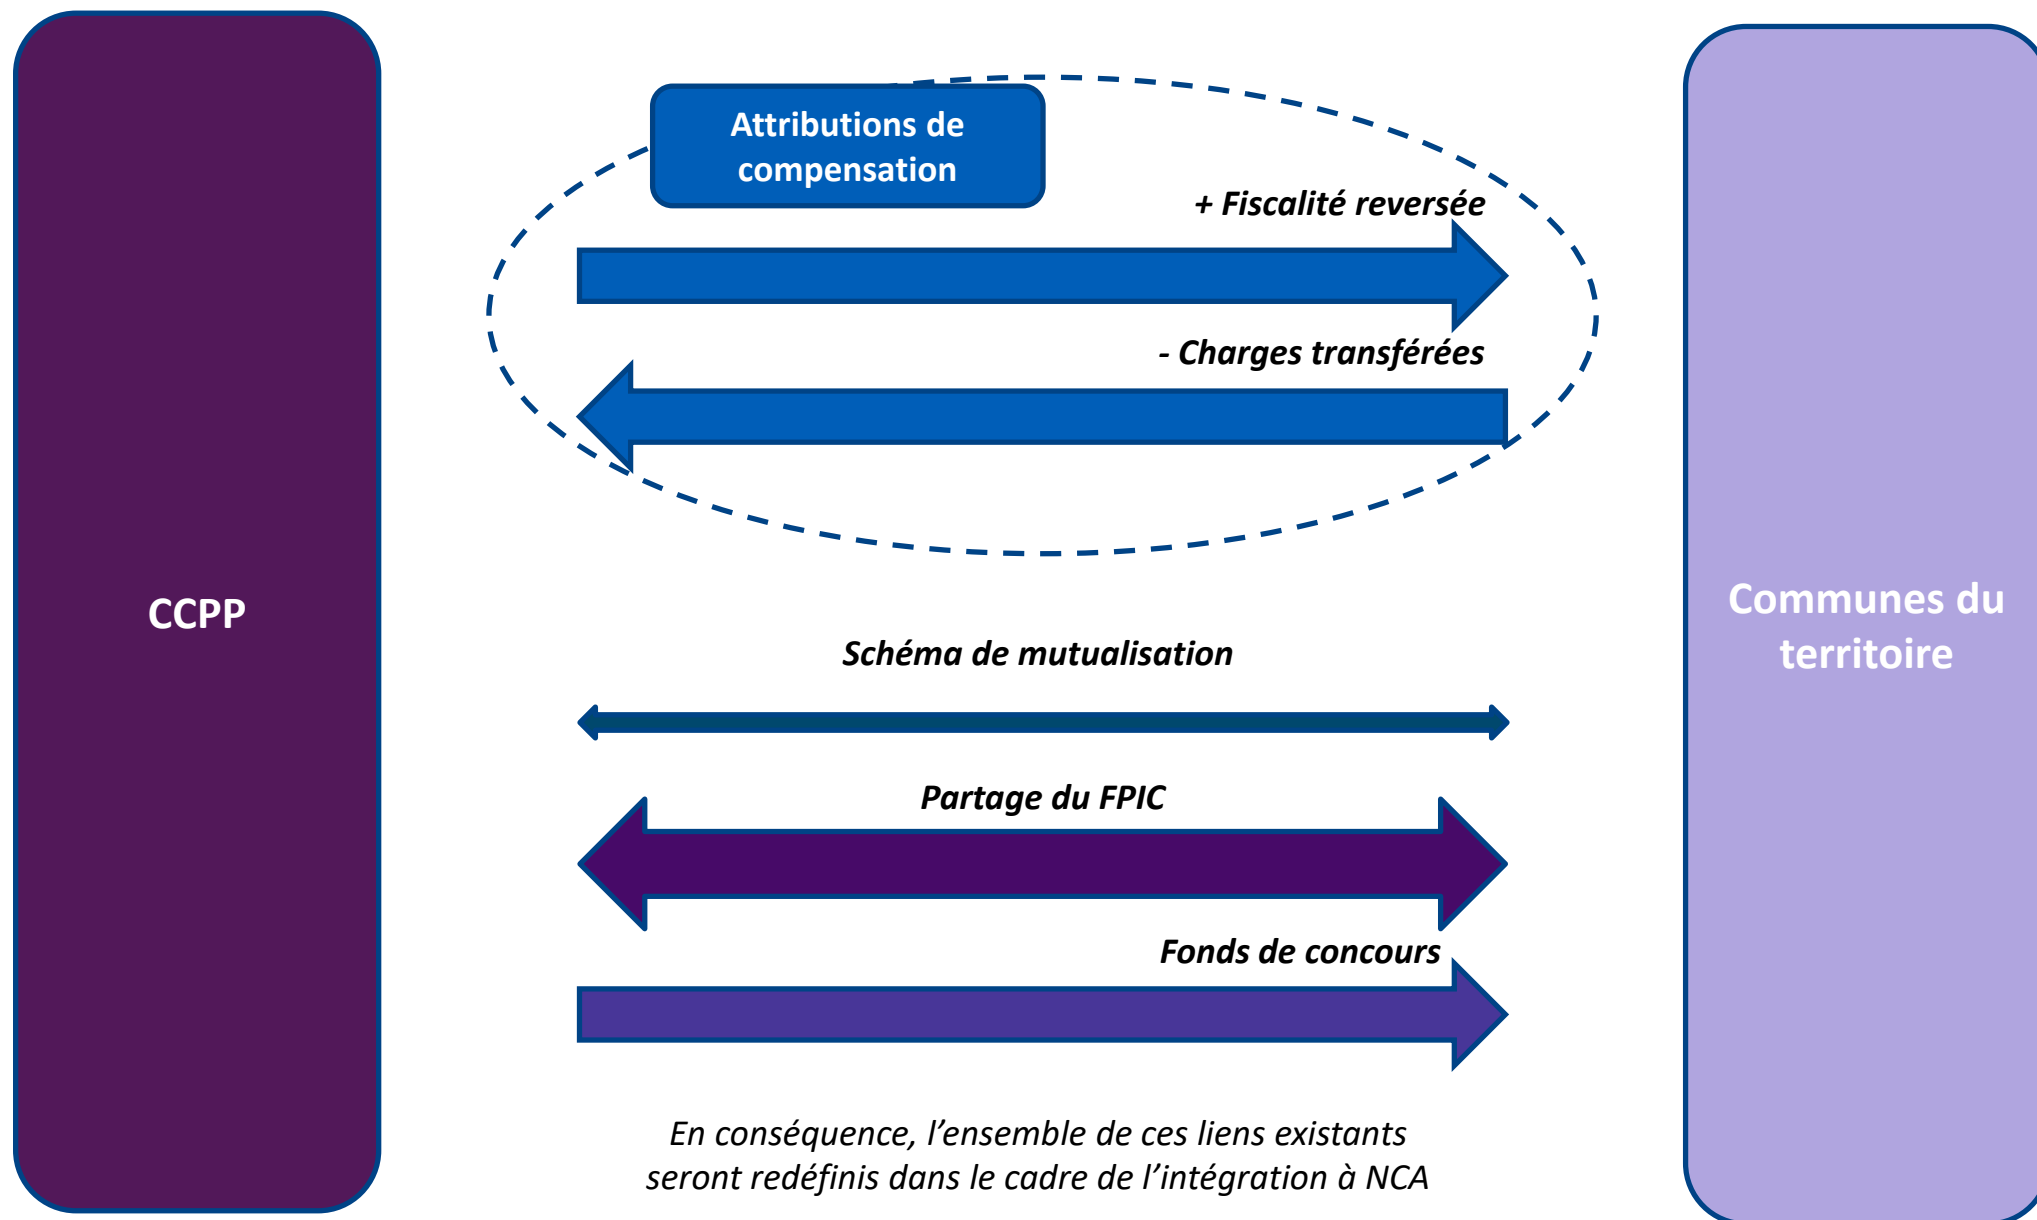 Attributions de
compensation
+ Fiscalité reversée
- Charges transférées
CCPP
Communes du
territoire
Schéma de mutualisation
Partage du FPIC
Fonds de concours
En conséquence, l’ensemble de ces liens existants
seront redéfinis dans le cadre de l’intégration à NCA